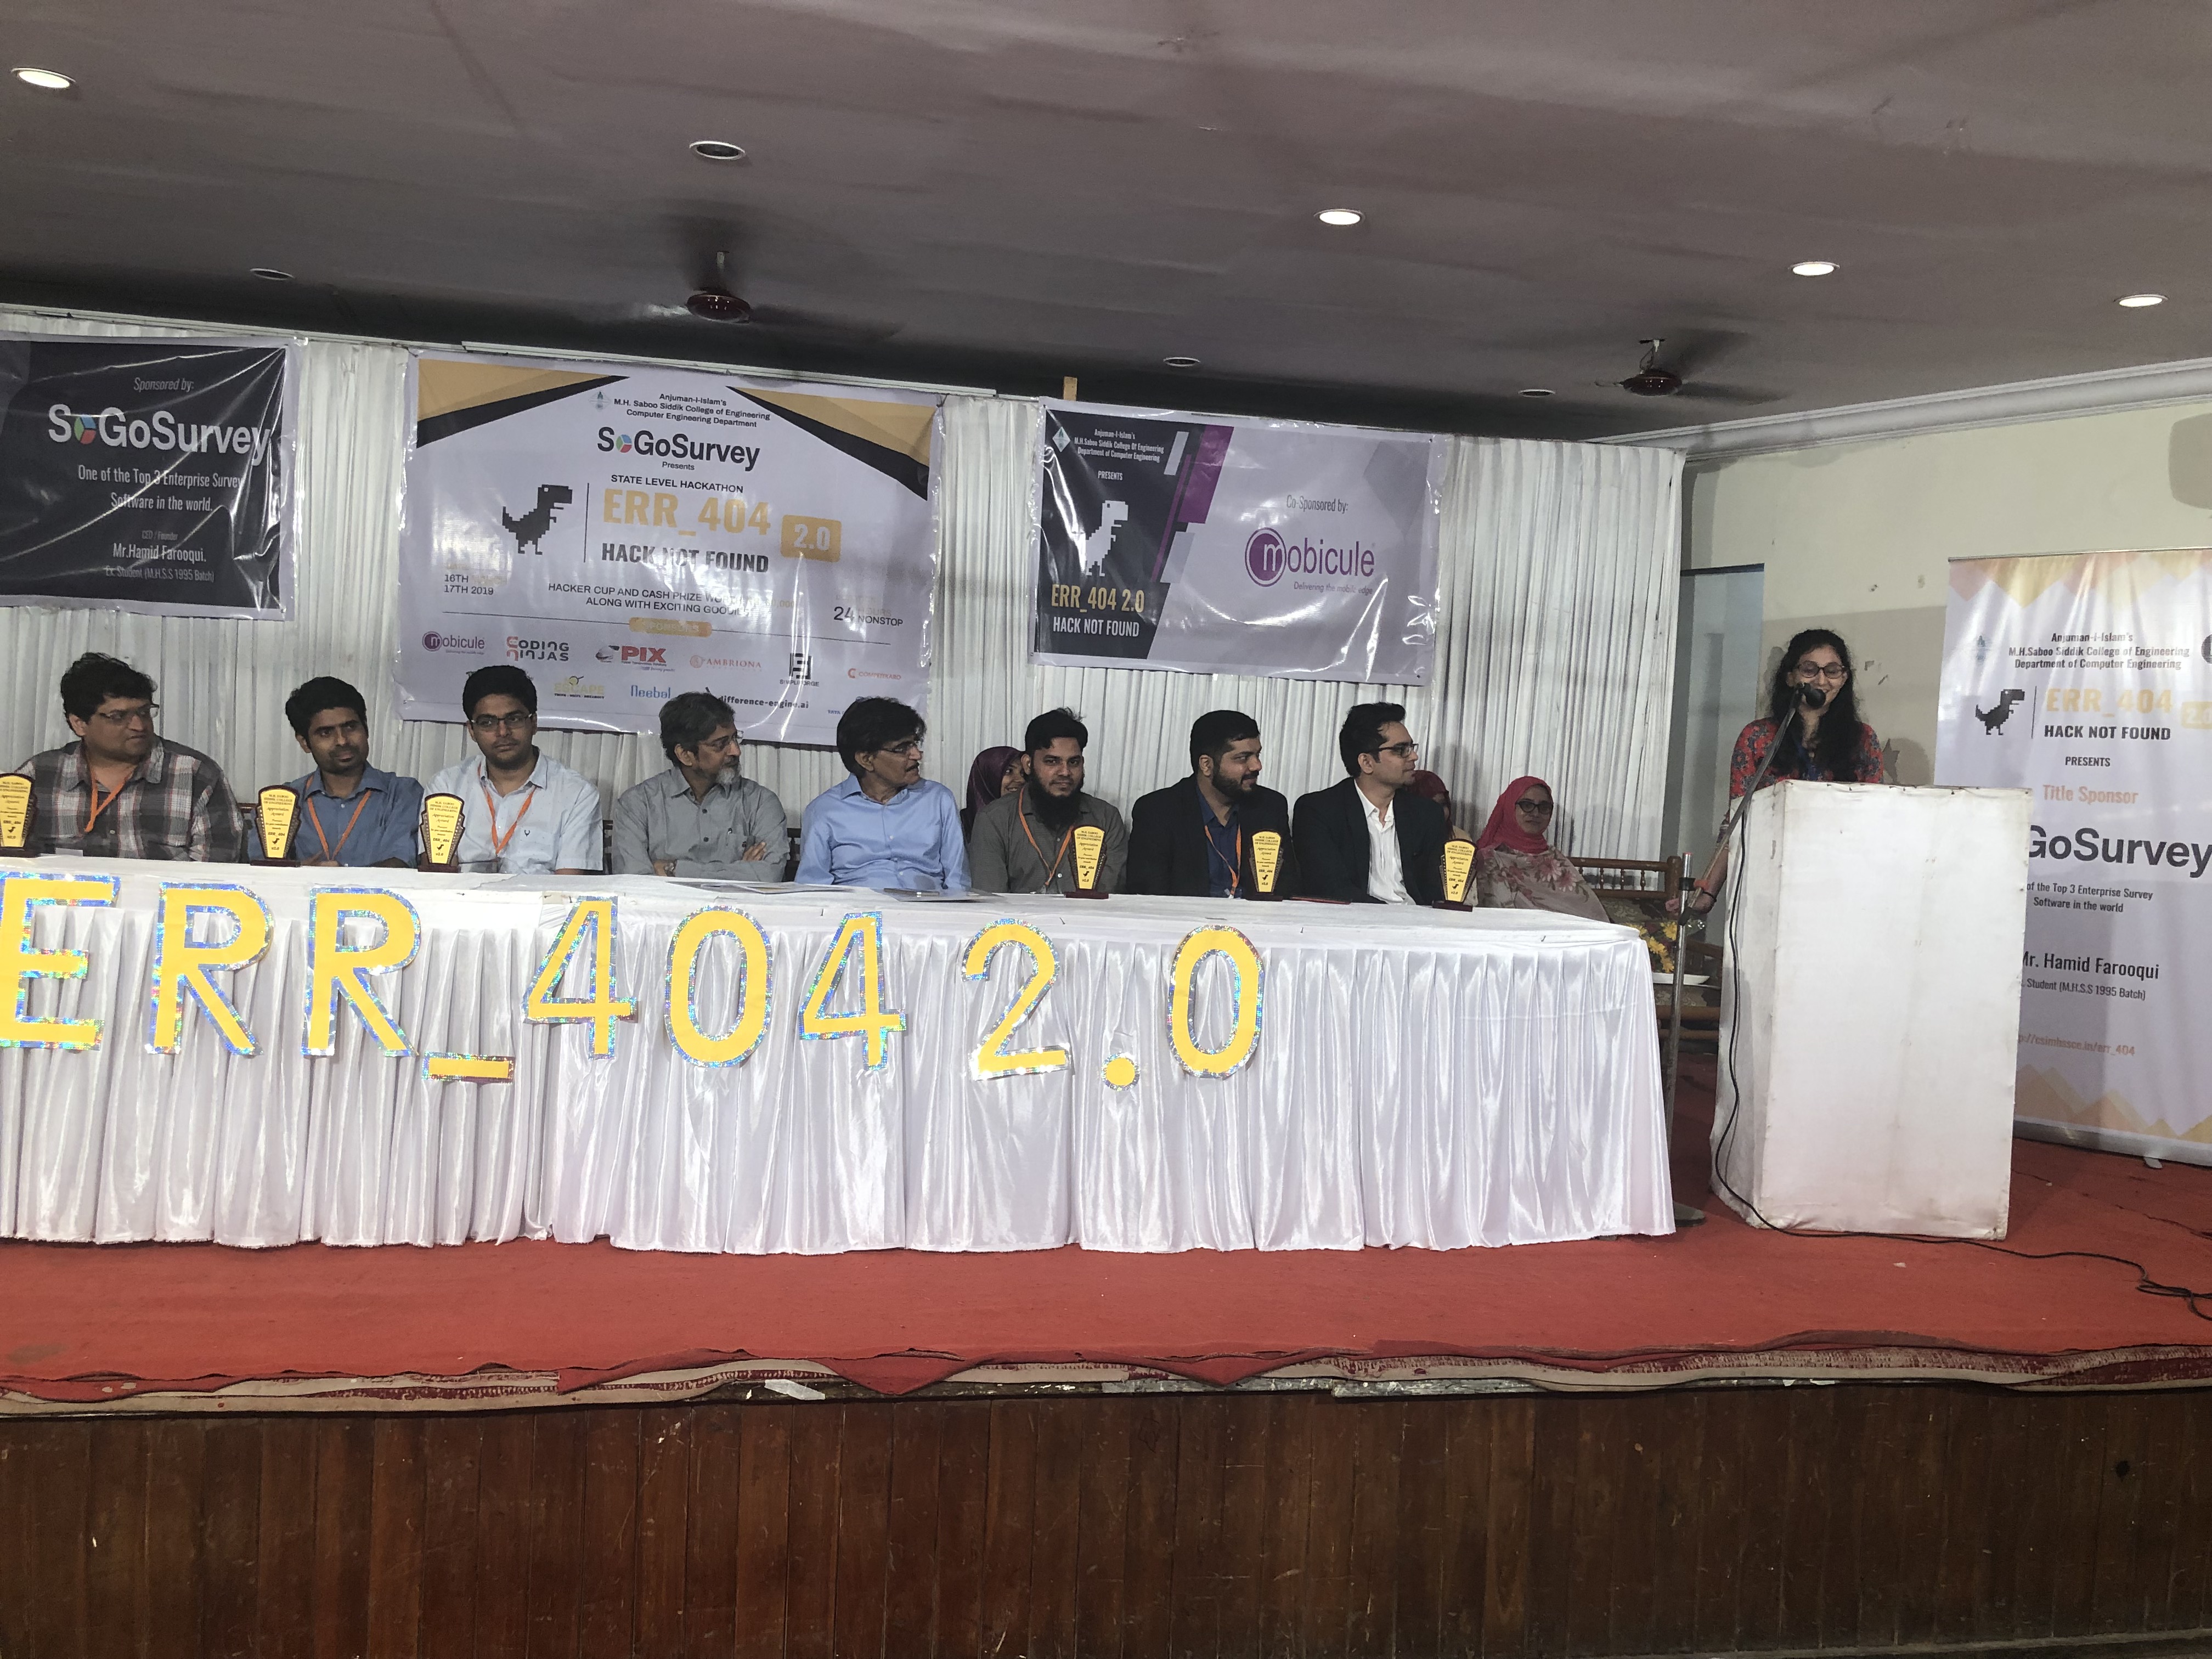 Sponsored by:
SoGoSurvey
One of the Top 3 Enterprise Survey
Software in the world.
CEO / Founder
Mr.Hamid Farooqui.
Ex. Student (M.H.S.S 1995 Batch)
Anjuman-I-Islam's
M.H. Saboo Siddik College of Engineering
Computer Engineering Department
SoGoSurvey
Presents
STATE LEVEL HACKATHON
ERR_404 2.0
HACK NOT FOUND
16TH
17TH 2019
HACKER CUP AND CASH PRIZE
ALONG WITH EXCITING
24
NONSTOP
mobicule
CODING NINJAS
PIX
AMBRIONA
ESCAPE
neebal
difference-engine.ai
Anjuman-I-Islam's
M.H.Saboo Siddik College Of Engineering
Department of Computer Engineering
PRESENTS
ERR_404 2.0
HACK NOT FOUND
Co-Sponsored by:
mobicule
Delivering the mobile edge
Anjuman-i-Islam's
M.H.Saboo Siddik College of Engineering
Department of Computer Engineering
ERR_404
HACK NOT FOUND
PRESENTS
Title Sponsor
GoSurvey
of the Top 3 Enterprise Survey
Software in the world
Mr. Hamid Farooqui
Student (M.H.S.S 1995 Batch)
ERR_404 2.0